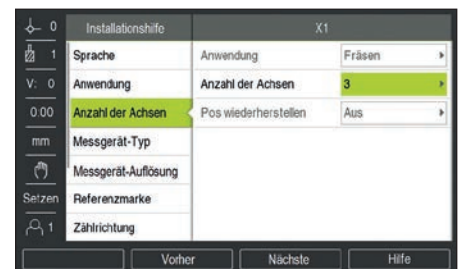 0
Installationshilfe
X1
1
Sprache
Anwendung
Fräsen
V: 0
Anwendung
Anzahl der Achsen
3
0.00
Anzahl der Achsen
Pos wiederherstellen
Aus
mm
Messgerät-Typ
Messgerät-Auflösung
Setzen
Referenzmarke
1
Zählrichtung
Vorher
Nächste
Hilfe